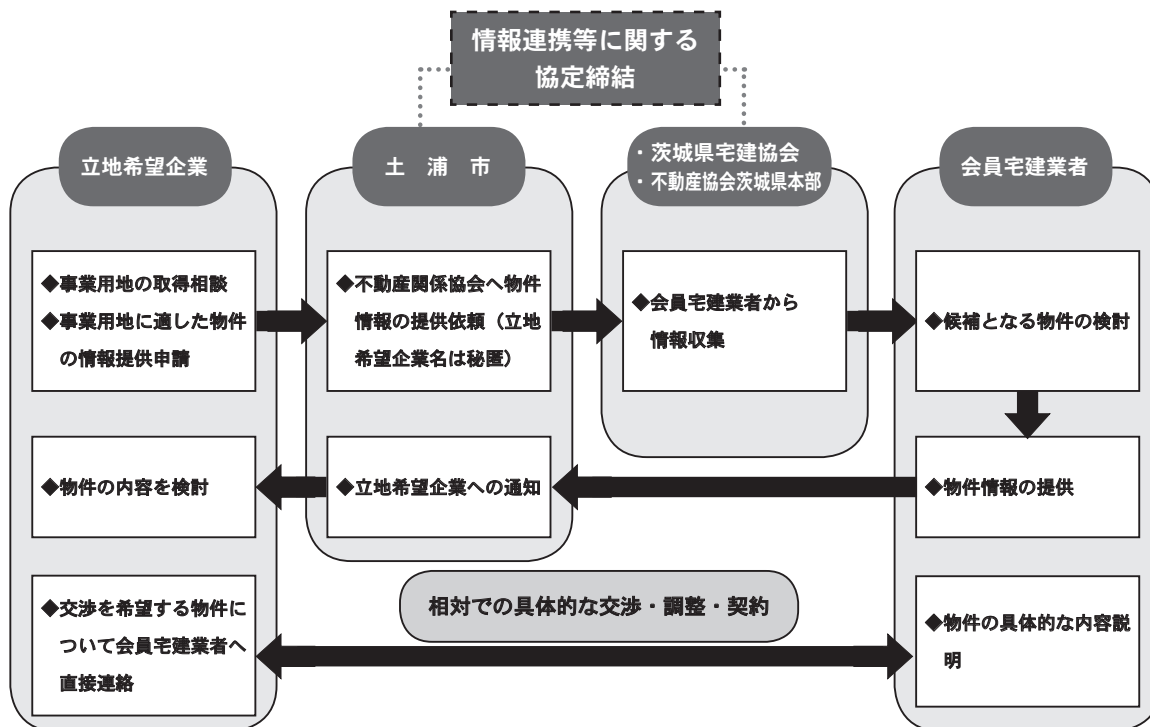 情報連携等に関する
協定締結
立地希望企業
土 浦 市
・茨城県宅建協会
・不動産協会茨城県本部
会員宅建業者
◆事業用地の取得相談
◆事業用地に適した物件
の情報提供申請
◆不動産関係協会へ物件
情報の提供依頼（立地
希望企業名は秘匿）
◆会員宅建業者から
情報収集
◆候補となる物件の検討
◆物件の内容を検討
◆立地希望企業への通知
◆物件情報の提供
◆交渉を希望する物件に
ついて会員宅建業者へ
直接連絡
相対での具体的な交渉・調整・契約
◆物件の具体的な内容説
明